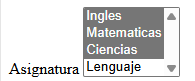 Ingles
Matematicas
Ciencias
Asignatura Lenguaje